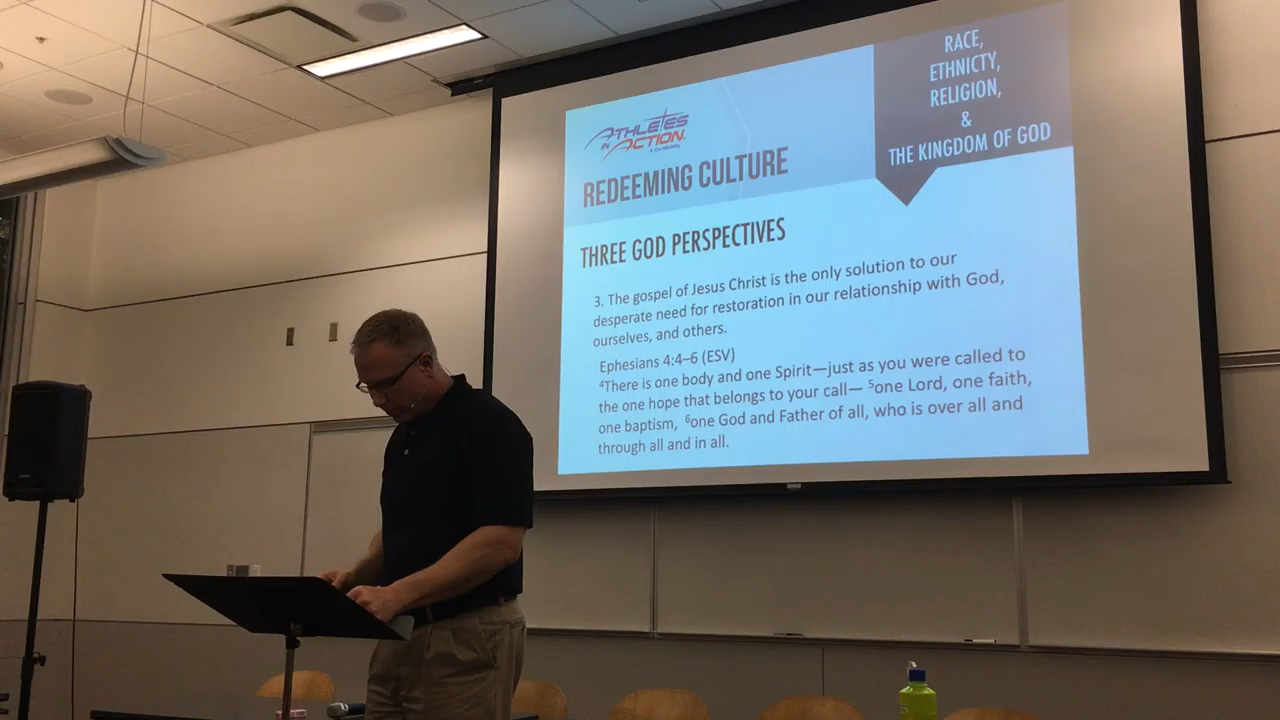 ATHLETES
IN ACTION
A Cru Ministry
REDEEMING CULTURE
RACE,
ETHNICTY,
RELIGION,
&
THE KINGDOM OF GOD
THREE GOD PERSPECTIVES
3. The gospel of Jesus Christ is the only solution to our
desperate need for restoration in our relationship with God,
ourselves, and others.
Ephesians 4:4–6 (ESV)
⁴There is one body and one Spirit—just as you were called to
the one hope that belongs to your call— ⁵one Lord, one faith,
one baptism, ⁶one God and Father of all, who is over all and
through all and in all.